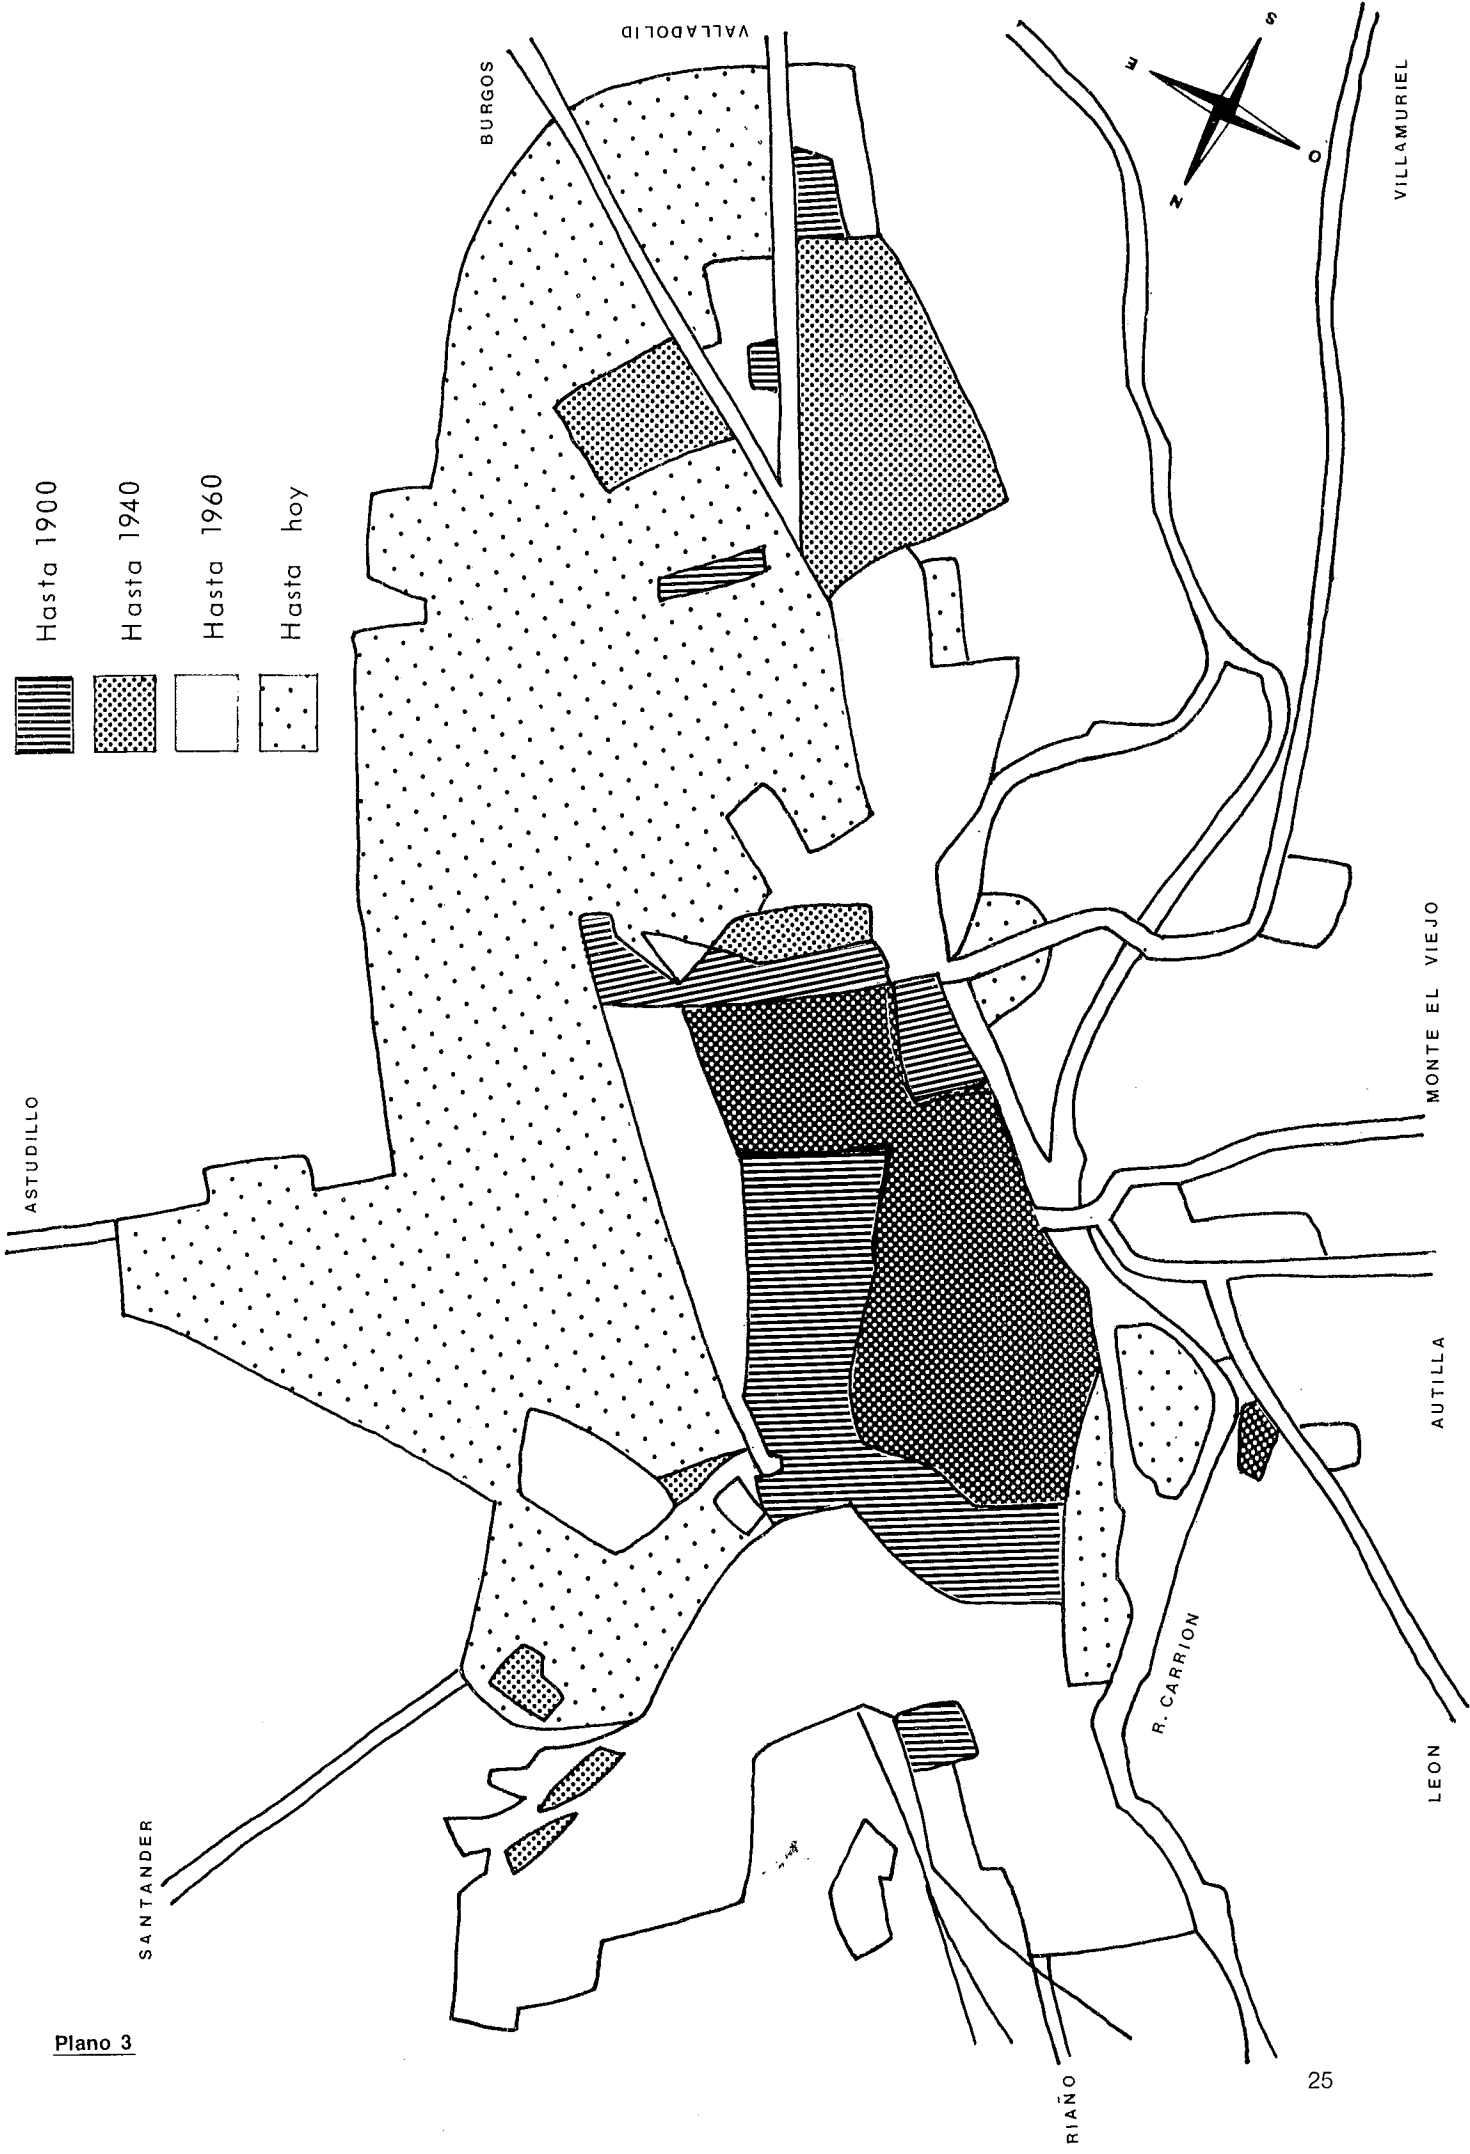 Hasta 1900
Hasta 1940
Hasta 1960
Hasta hoy
ASTUDILLO
SANTANDER
BURGOS
VALLADOLID
S
E
N
O
VILLAMURIEL
MONTE EL VIEJO
AUTILLA
LEON
R. CARRION
RIAÑO
Plano 3
25